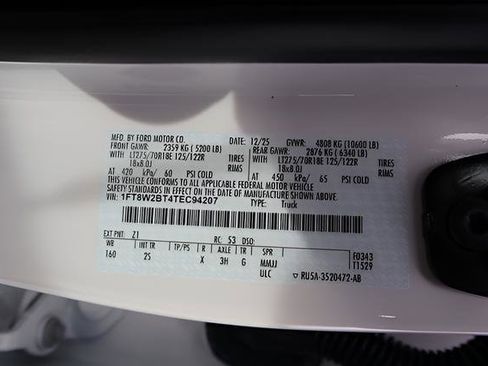 MFD. BY FORD MOTOR CO. DATE: 12/25 GVWR: 4808 KG (10600 LB)
FRONT GAWR: 2359 KG (5200 LB) REAR GAWR: 2876 KG (6340 LB)
WITH LT275/70R18E 125/122R TIRES WITH LT275/70R18E 125/122R TIRES
18x8.0J RIMS 18x8.0J RIMS
AT 420 kPa/ 60 PSI COLD AT 450 kPa/ 65 PSI COLD
THIS VEHICLE CONFORMS TO ALL APPLICABLE FEDERAL MOTOR VEHICLE
SAFETY STANDARDS IN EFFECT ON THE DATE OF MANUFACTURE SHOWN ABOVE.
VIN: 1FT8W2BT4TEC94207 TYPE: Truck
EXT PNT: Z1 RC: 53 DSO: F0343
WB INT TR TP/PS R AXLE TR SPR T1529
160 2S X 3H G MMJJ
ULC RU5A-3520472-AB